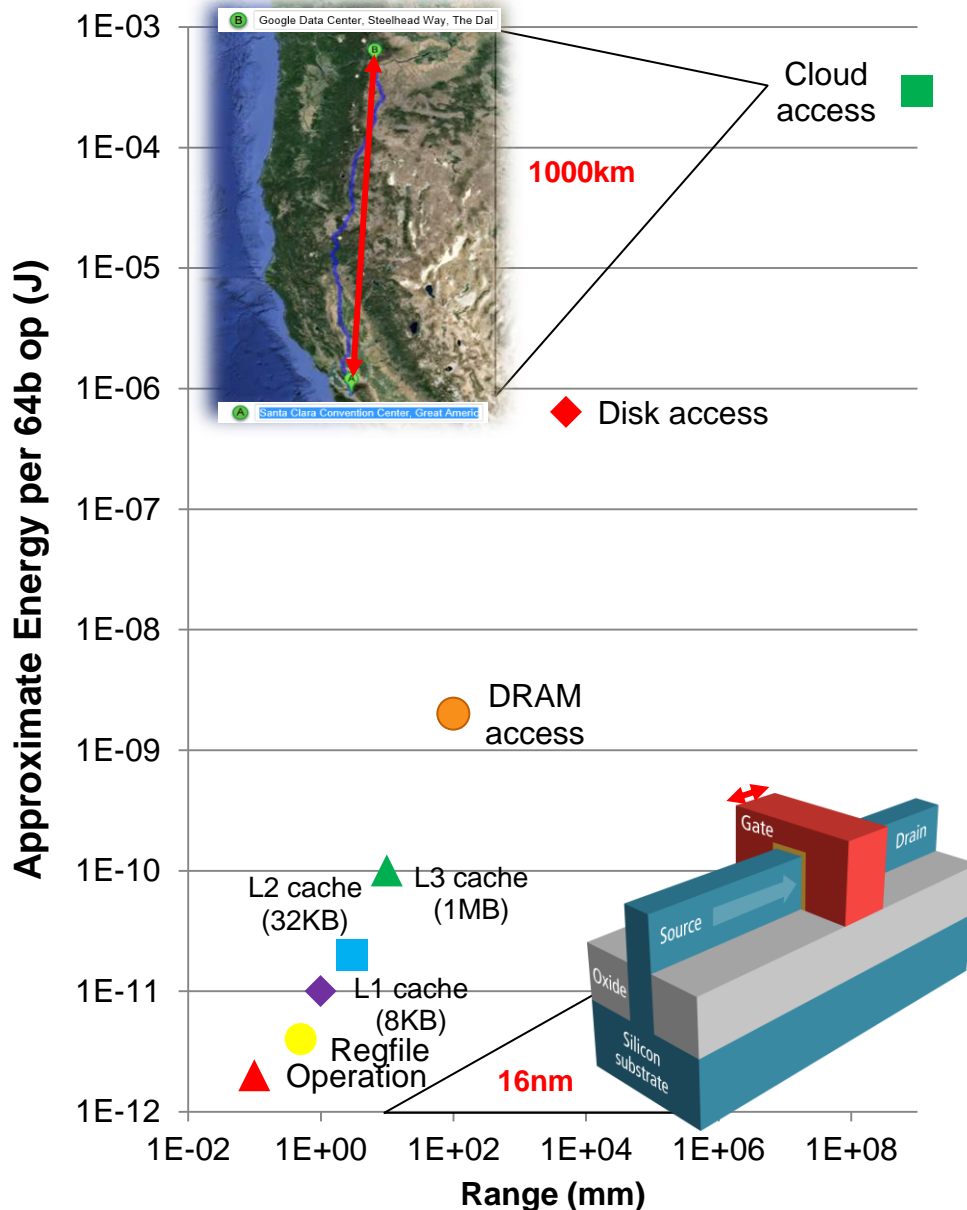 B Google Data Center, Steelhead Way, The Dal
1E-03
Cloud
access
1E-04
1000km
1E-05
1E-06
A Santa Clara Convention Center, Great Americ
Disk access
1E-07
1E-08
DRAM
access
1E-09
Gate
Drain
1E-10
L2 cache
(32KB)
L3 cache
(1MB)
Source
Oxide
1E-11
L1 cache
(8KB)
Silicon
substrate
Regfile
Operation
16nm
1E-12
1E-02
1E+00
1E+02
1E+04
1E+06
1E+08
Range (mm)
Approximate Energy per 64b op (J)